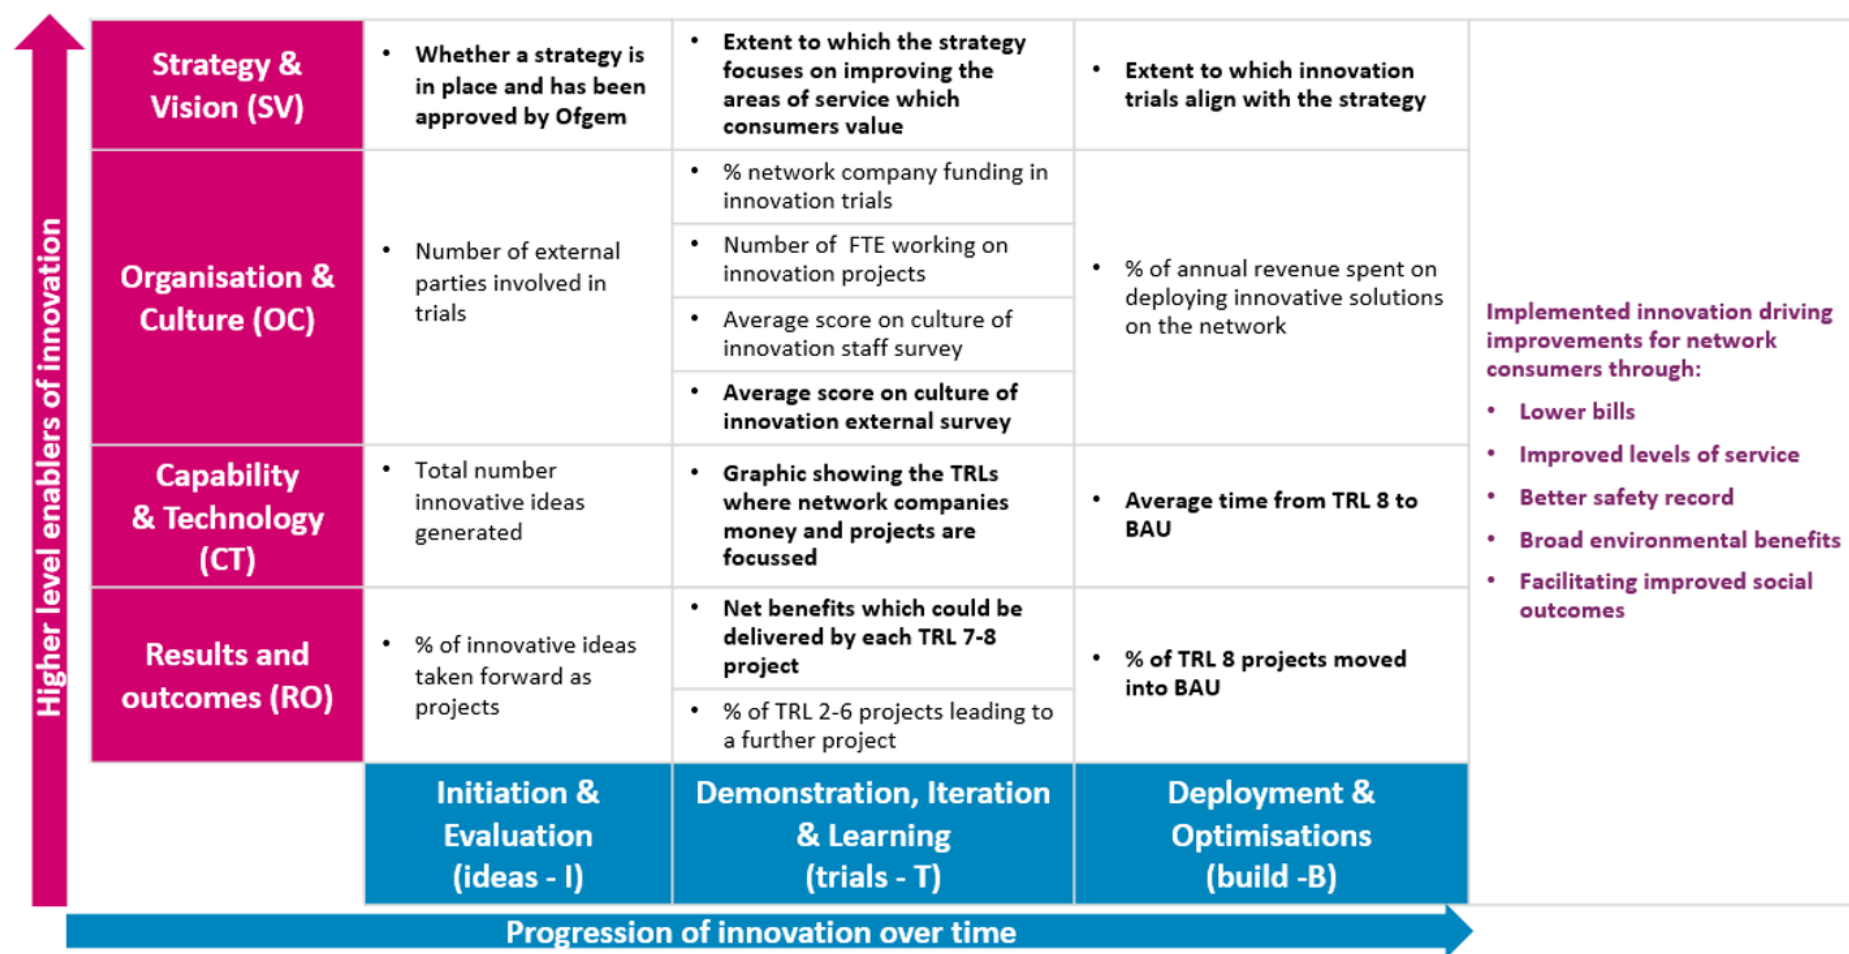 Higher level enablers of innovation
Strategy &
Vision (SV)
• Whether a strategy is
in place and has been
approved by Ofgem
• Extent to which the strategy
focuses on improving the
areas of service which
consumers value
• Extent to which innovation
trials align with the strategy
Organisation &
Culture (OC)
• Number of external
parties involved in
trials
• % network company funding in
innovation trials
• Number of FTE working on
innovation projects
• Average score on culture of
innovation staff survey
• Average score on culture of
innovation external survey
• % of annual revenue spent on
deploying innovative solutions
on the network
Capability
& Technology
(CT)
• Total number
innovative ideas
generated
• Graphic showing the TRLs
where network companies
money and projects are
focussed
• Average time from TRL 8 to
BAU
Results and
outcomes (RO)
• % of innovative ideas
taken forward as
projects
• Net benefits which could be
delivered by each TRL 7-8
project
• % of TRL 2-6 projects leading to
a further project
• % of TRL 8 projects moved
into BAU
Implemented innovation driving
improvements for network
consumers through:
• Lower bills
• Improved levels of service
• Better safety record
• Broad environmental benefits
• Facilitating improved social
outcomes
Initiation &
Evaluation
(ideas - I)
Demonstration, Iteration
& Learning
(trials - T)
Deployment &
Optimisations
(build -B)
Progression of innovation over time